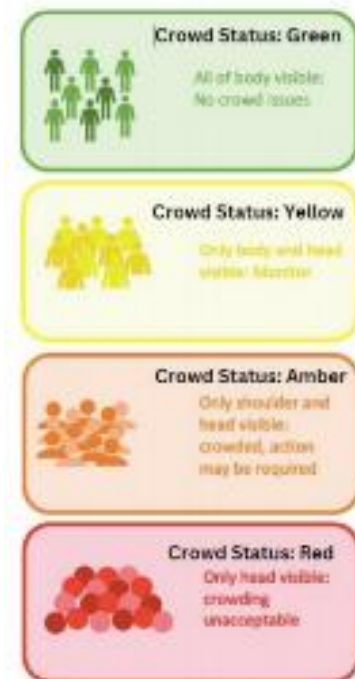 Crowd Status: Green
All of body visible:
No crowd issues
Crowd Status: Yellow
Only body and head
visible: Monitor
Crowd Status: Amber
Only shoulder and
head visible:
crowded, action
may be required
Crowd Status: Red
Only head visible:
crowding
unacceptable